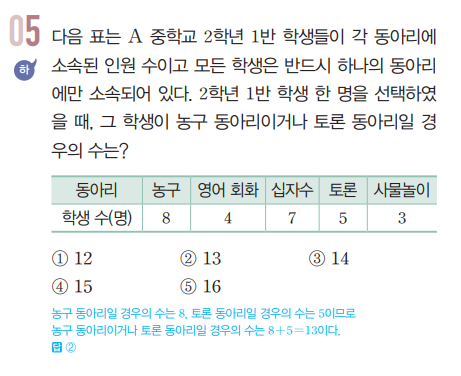 05
하
다음 표는 A 중학교 2학년 1반 학생들이 각 동아리에
소속된 인원 수이고 모든 학생은 반드시 하나의 동아리
에만 소속되어 있다. 2학년 1반 학생 한 명을 선택하였
을 때, 그 학생이 농구 동아리이거나 토론 동아리일 경
우의 수는?
동아리 농구 영어 회화 십자수 토론 사물놀이
학생 수(명) 8 4 7 5 3
① 12 ② 13 ③ 14
④ 15 ⑤ 16
농구 동아리일 경우의 수는 8, 토론 동아리일 경우의 수는 5이므로
농구 동아리이거나 토론 동아리일 경우의 수는 8+5=13이다.
답 ②